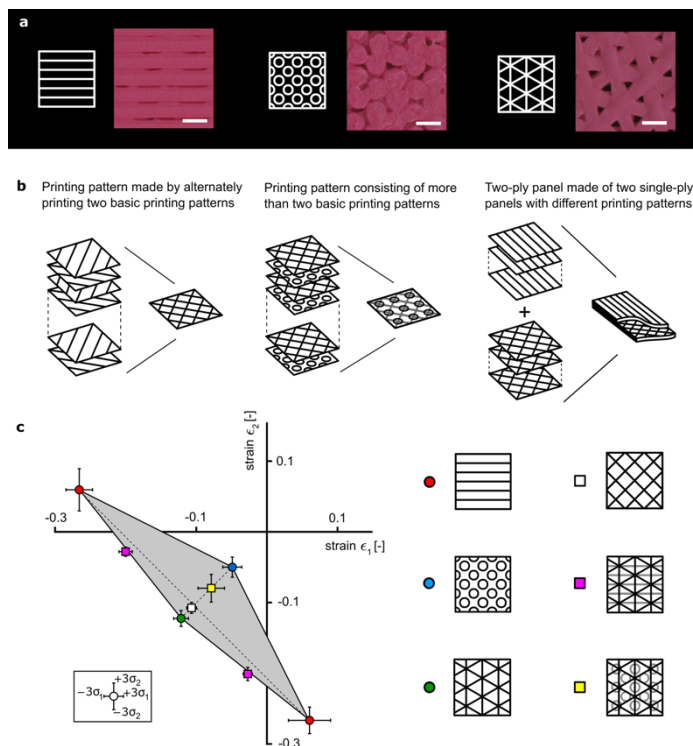 a
b
Printing pattern made by alternately
printing two basic printing patterns
Printing pattern consisting of more
than two basic printing patterns
Two-ply panel made of two single-ply
panels with different printing patterns
+
c
strain ϵ₂ [-]
0.1
-0.3
-0.1
0.1
strain ϵ₁ [-]
-0.1
-0.3
+3σ₂
−3σ₁
+3σ₁
−3σ₂